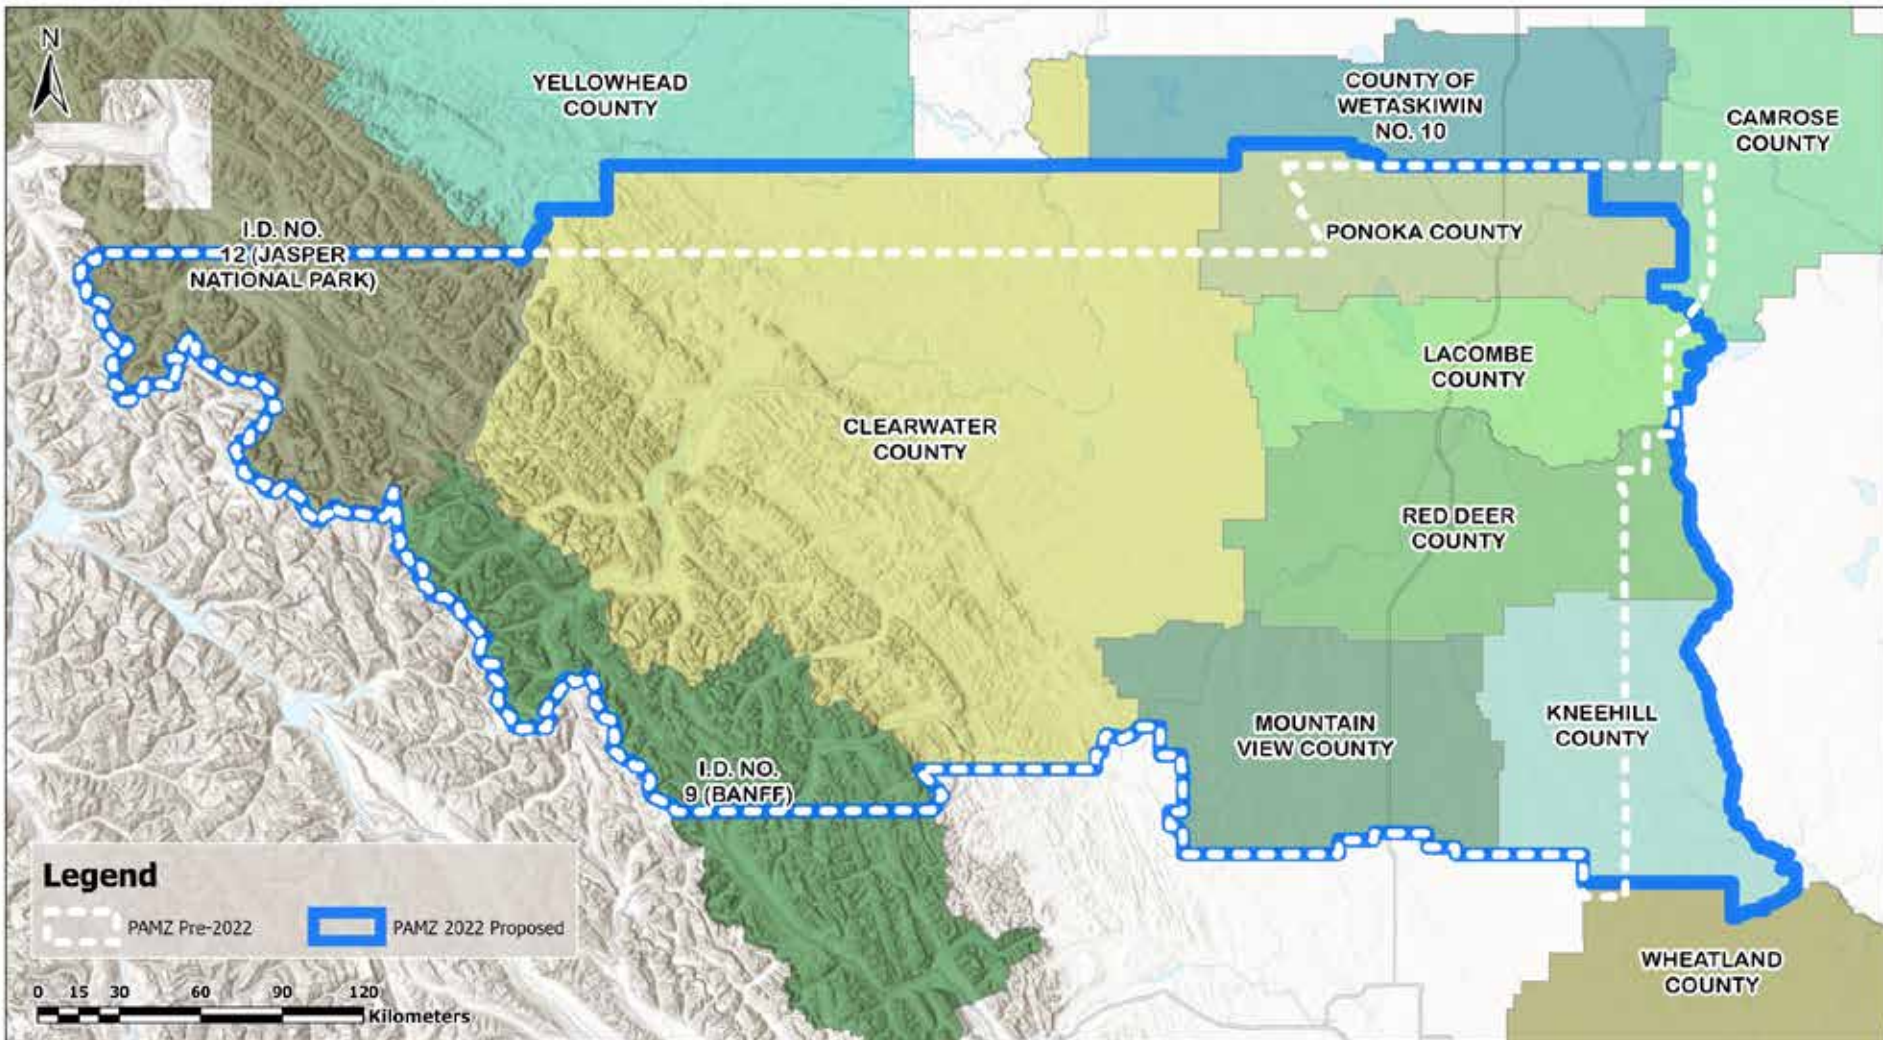 N
YELLOWHEAD
COUNTY
COUNTY OF
WETASKIWIN
NO. 10
CAMROSE
COUNTY
I.D. NO.
12 (JASPER
NATIONAL PARK)
PONOKA COUNTY
LACOMBE
COUNTY
CLEARWATER
COUNTY
RED DEER
COUNTY
MOUNTAIN
VIEW COUNTY
KNEEHILL
COUNTY
I.D. NO.
9 (BANFF)
WHEATLAND
COUNTY
Legend
PAMZ Pre-2022
PAMZ 2022 Proposed
0 15 30 60 90 120
Kilometers